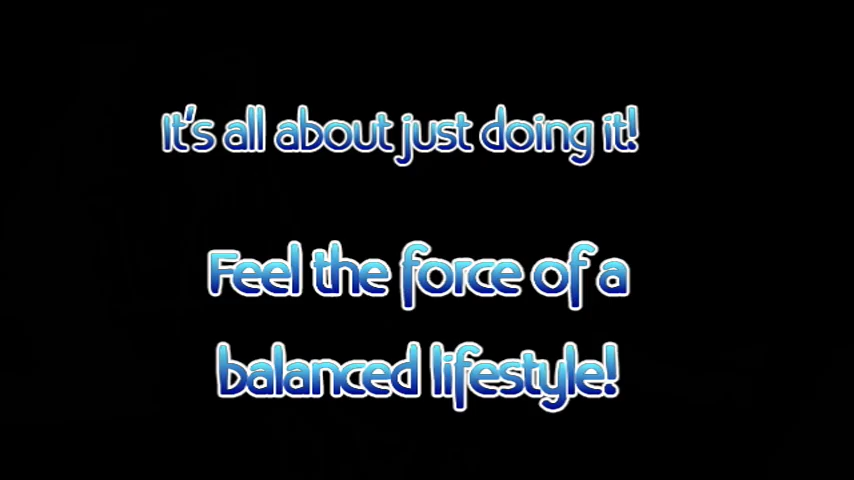 It's all about just doing it!
Feel the force of a
balanced lifestyle!